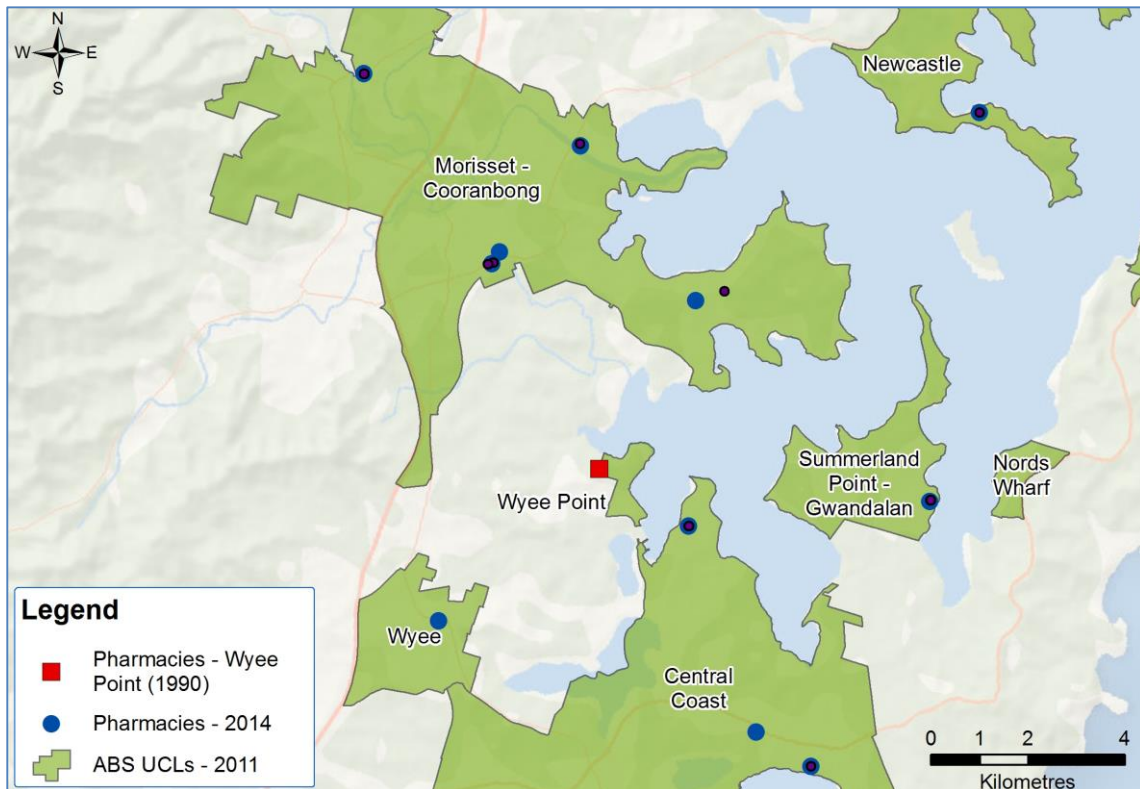 N
W
E
S
Newcastle
Morisset -
Cooranbong
Summerland
Point -
Gwandalan
Nords
Wharf
Wyee Point
Wyee
Central
Coast
Legend
Pharmacies - Wyee
Point (1990)
Pharmacies - 2014
ABS UCLs - 2011
0 1 2 4
Kilometres